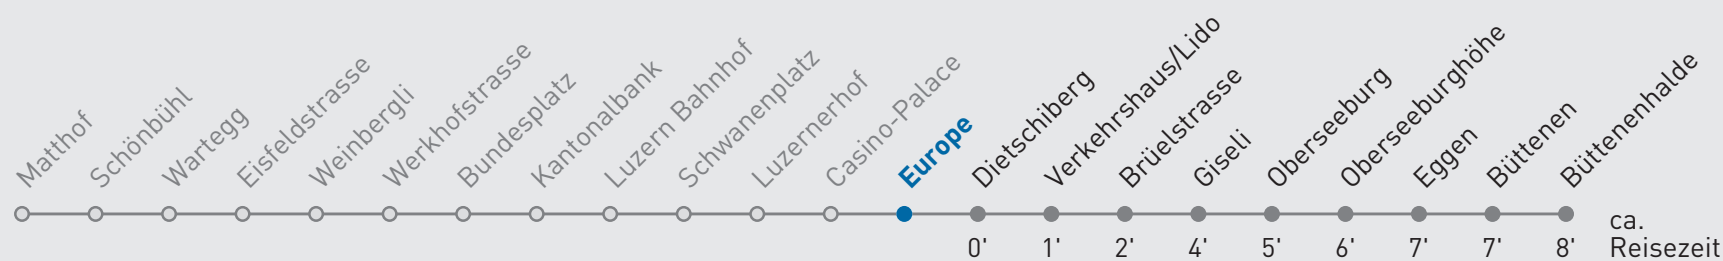 Matthof
Schönbühl
Wartegg
Eisfeldstrasse
Weinbergli
Werkhofstrasse
Bundesplatz
Kantonalbank
Luzern Bahnhof
Schwanenplatz
Luzernerhof
Casino-Palace
Europe
Dietschiberg
Verkehrshaus/Lido
Brüelstrasse
Giseli
Oberseeburg
Oberseeburghöhe
Eggen
Büttenen
Büttenhalde
0' 1' 2' 4' 5' 6' 7' 7' 8'
ca.
Reisezeit